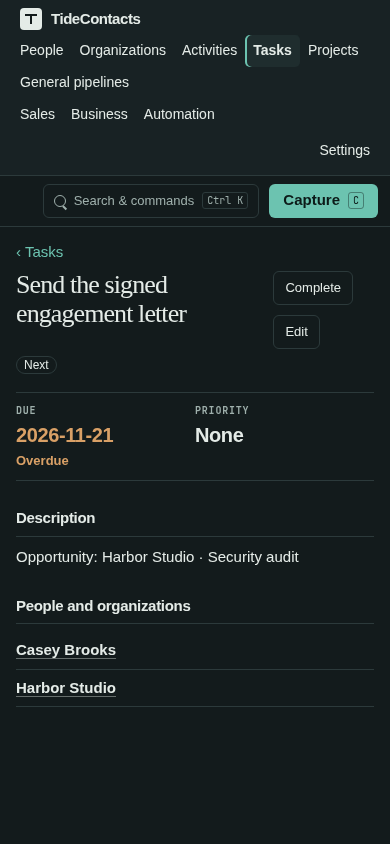 T TideContacts
People Organizations Activities Tasks Projects
General pipelines
Sales Business Automation
Settings
Search & commands Ctrl K Capture C
‹ Tasks
Send the signed engagement letter
Complete
Edit
Next
DUE PRIORITY
2026-11-21 None
Overdue
Description
Opportunity: Harbor Studio · Security audit
People and organizations
Casey Brooks
Harbor Studio